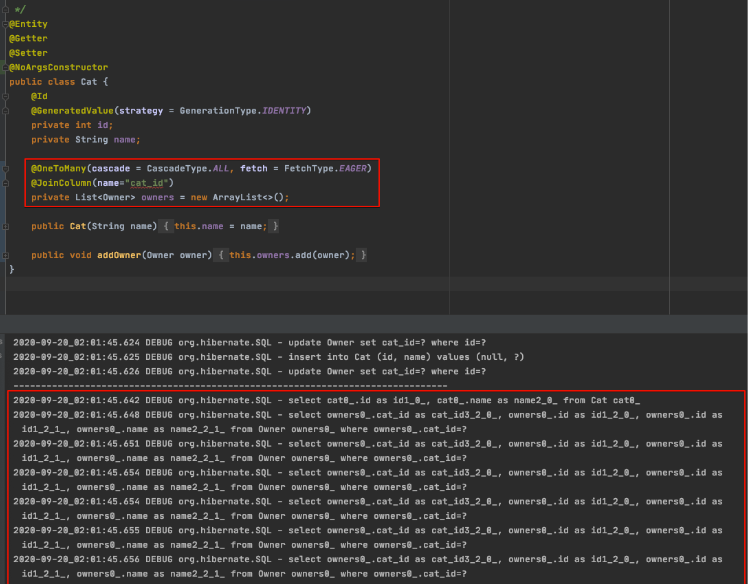 */
@Entity
@Getter
@Setter
@NoArgsConstructor
public class Cat {
@Id
@GeneratedValue(strategy = GenerationType.IDENTITY)
private int id;
private String name;
@OneToMany(cascade = CascadeType.ALL, fetch = FetchType.EAGER)
@JoinColumn(name="cat_id")
private List<Owner> owners = new ArrayList<>();
public Cat(String name) { this.name = name; }
public void addOwner(Owner owner) { this.owners.add(owner); }
}
2020-09-20_02:01:45.624 DEBUG org.hibernate.SQL - update Owner set cat_id=? where id=?
2020-09-20_02:01:45.625 DEBUG org.hibernate.SQL - insert into Cat (id, name) values (null, ?)
2020-09-20_02:01:45.626 DEBUG org.hibernate.SQL - update Owner set cat_id=? where id=?
-------------------------------------------------------------------------------
2020-09-20_02:01:45.642 DEBUG org.hibernate.SQL - select cat0_.id as id1_0_, cat0_.name as name2_0_ from Cat cat0_
2020-09-20_02:01:45.648 DEBUG org.hibernate.SQL - select owners0_.cat_id as cat_id3_2_0_, owners0_.id as id1_2_0_, owners0_.id as
id1_2_1_, owners0_.name as name2_2_1_ from Owner owners0_ where owners0_.cat_id=?
2020-09-20_02:01:45.651 DEBUG org.hibernate.SQL - select owners0_.cat_id as cat_id3_2_0_, owners0_.id as id1_2_0_, owners0_.id as
id1_2_1_, owners0_.name as name2_2_1_ from Owner owners0_ where owners0_.cat_id=?
2020-09-20_02:01:45.654 DEBUG org.hibernate.SQL - select owners0_.cat_id as cat_id3_2_0_, owners0_.id as id1_2_0_, owners0_.id as
id1_2_1_, owners0_.name as name2_2_1_ from Owner owners0_ where owners0_.cat_id=?
2020-09-20_02:01:45.654 DEBUG org.hibernate.SQL - select owners0_.cat_id as cat_id3_2_0_, owners0_.id as id1_2_0_, owners0_.id as
id1_2_1_, owners0_.name as name2_2_1_ from Owner owners0_ where owners0_.cat_id=?
2020-09-20_02:01:45.655 DEBUG org.hibernate.SQL - select owners0_.cat_id as cat_id3_2_0_, owners0_.id as id1_2_0_, owners0_.id as
id1_2_1_, owners0_.name as name2_2_1_ from Owner owners0_ where owners0_.cat_id=?
2020-09-20_02:01:45.656 DEBUG org.hibernate.SQL - select owners0_.cat_id as cat_id3_2_0_, owners0_.id as id1_2_0_, owners0_.id as
id1_2_1_, owners0_.name as name2_2_1_ from Owner owners0_ where owners0_.cat_id=?